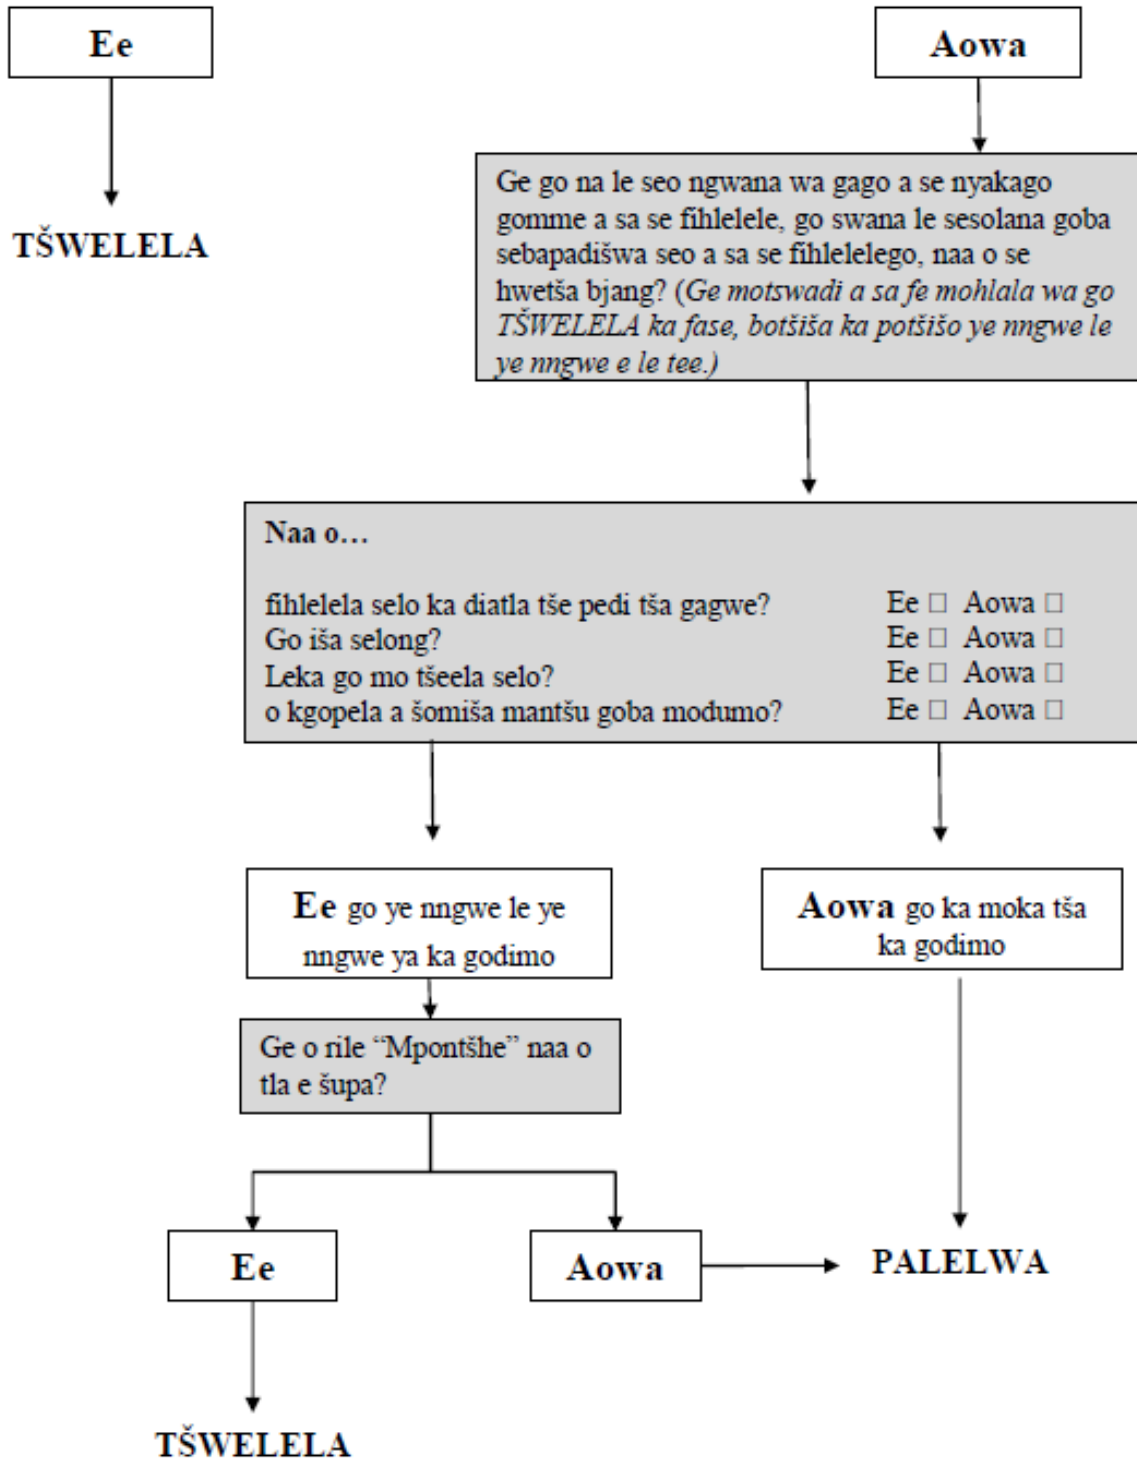 Ee
Aowa
TŠWELELA
Ge go na le seo ngwana wa gago a se nyakago
gomme a sa se fihlelele, go swana le sesolana goba
sebapadišwa seo a sa se fihlelelego, naa o se
hwetša bjang? (Ge motswadi a sa fe mohlala wa go
TŠWELELA ka fase, botšiša ka potšišo ye nngwe le
ye nngwe e le tee.)
Naa o…
fihlelela selo ka diatla tše pedi tša gagwe? Ee □ Aowa □
Go iša selong? Ee □ Aowa □
Leka go mo tšeela selo? Ee □ Aowa □
o kgopela a šomiša mantšu goba modumo? Ee □ Aowa □
Ee go ye nngwe le ye
nngwe ya ka godimo
Aowa go ka moka tša
ka godimo
Ge o rile “Mpontšhe” naa o
tla e šupa?
Ee
Aowa
PALELWA
TŠWELELA